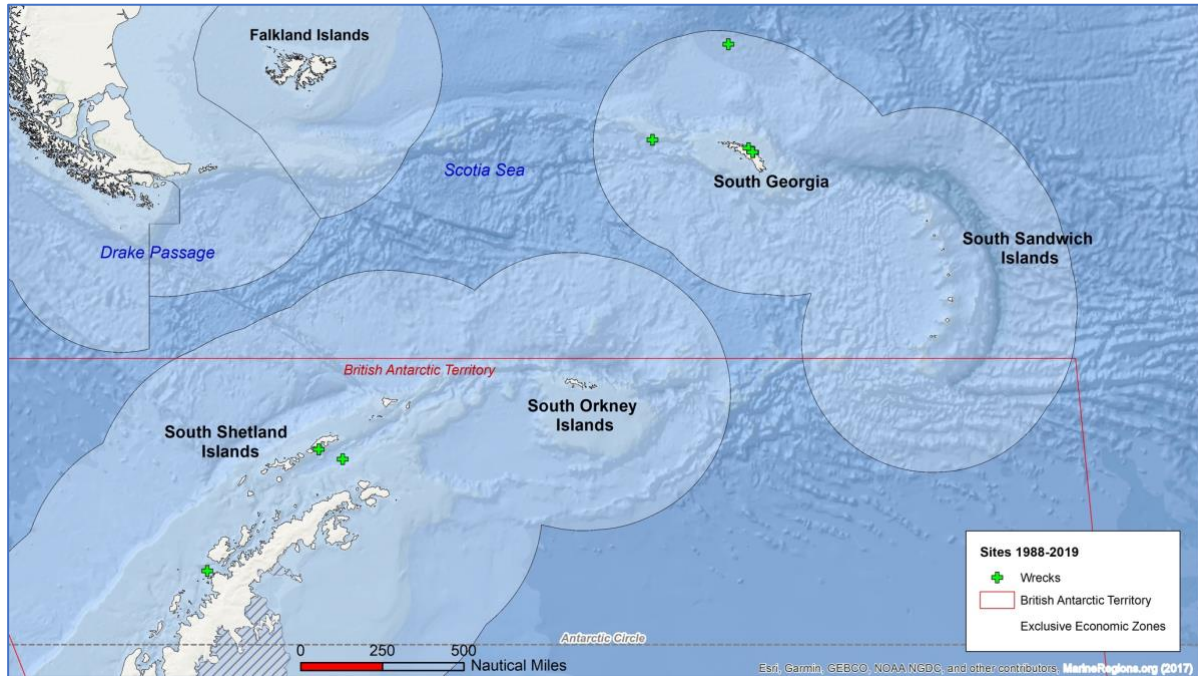 Falkland Islands
Scotia Sea
South Georgia
Drake Passage
South Sandwich
Islands
British Antarctic Territory
South Orkney
Islands
South Shetland
Islands
Sites 1988-2019
Wrecks
British Antarctic Territory
Exclusive Economic Zones
Antarctic Circle
0 250 500
Nautical Miles
Esri, Garmin, GEBCO, NOAA NGDC, and other contributors, MarineRegions.org (2017)